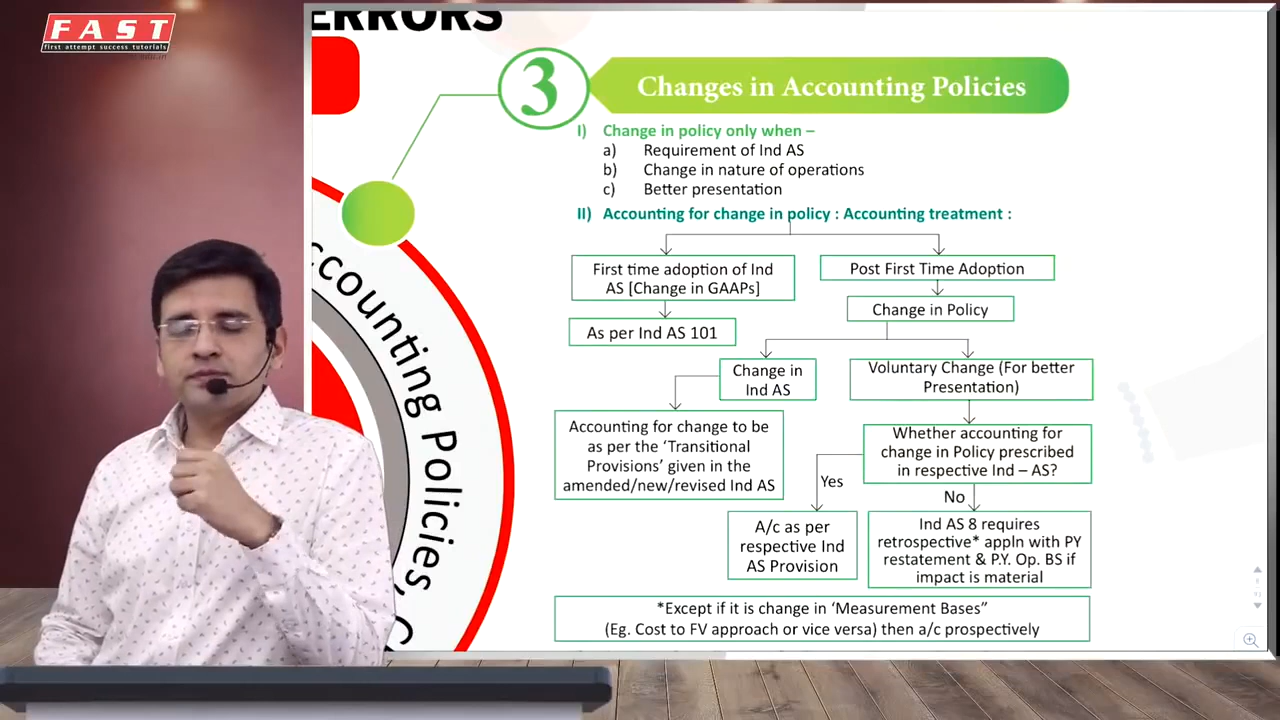 FAST
first attempt success tutorials
edu.in
ERRORS
3
Changes in Accounting Policies
I) Change in policy only when –
a) Requirement of Ind AS
b) Change in nature of operations
c) Better presentation
II) Accounting for change in policy : Accounting treatment :
First time adoption of Ind
AS [Change in GAAPs]
As per Ind AS 101
Post First Time Adoption
Change in Policy
Change in
Ind AS
Voluntary Change (For better
Presentation)
Accounting for change to be
as per the ‘Transitional
Provisions’ given in the
amended/new/revised Ind AS
Whether accounting for
change in Policy prescribed
in respective Ind – AS?
Yes
No
A/c as per
respective Ind
AS Provision
Ind AS 8 requires
retrospective* appln with PY
restatement & P.Y. Op. BS if
impact is material
*Except if it is change in ‘Measurement Bases”
(Eg. Cost to FV approach or vice versa) then a/c prospectively
ccounting Policies,